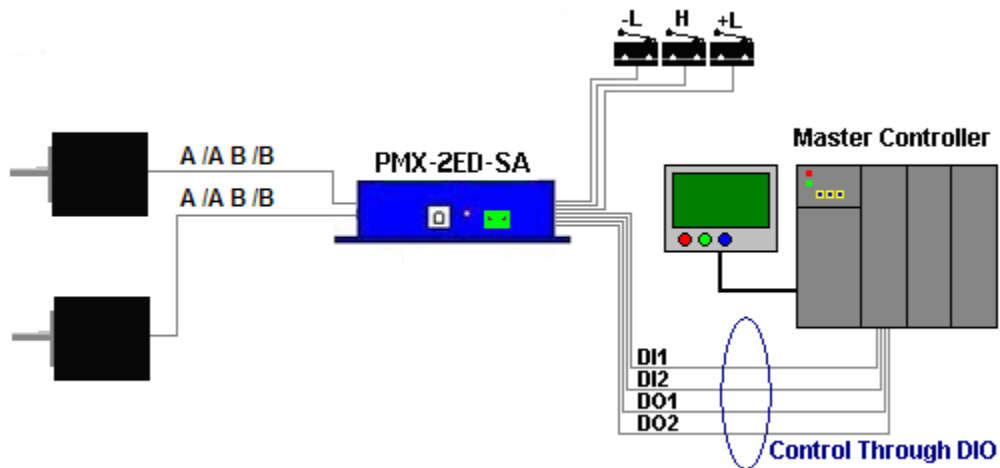 -L H +L
Master Controller
A /A B /B
PMX-2ED-SA
A /A B /B
DI1
DI2
DO1
DO2
Control Through DIO